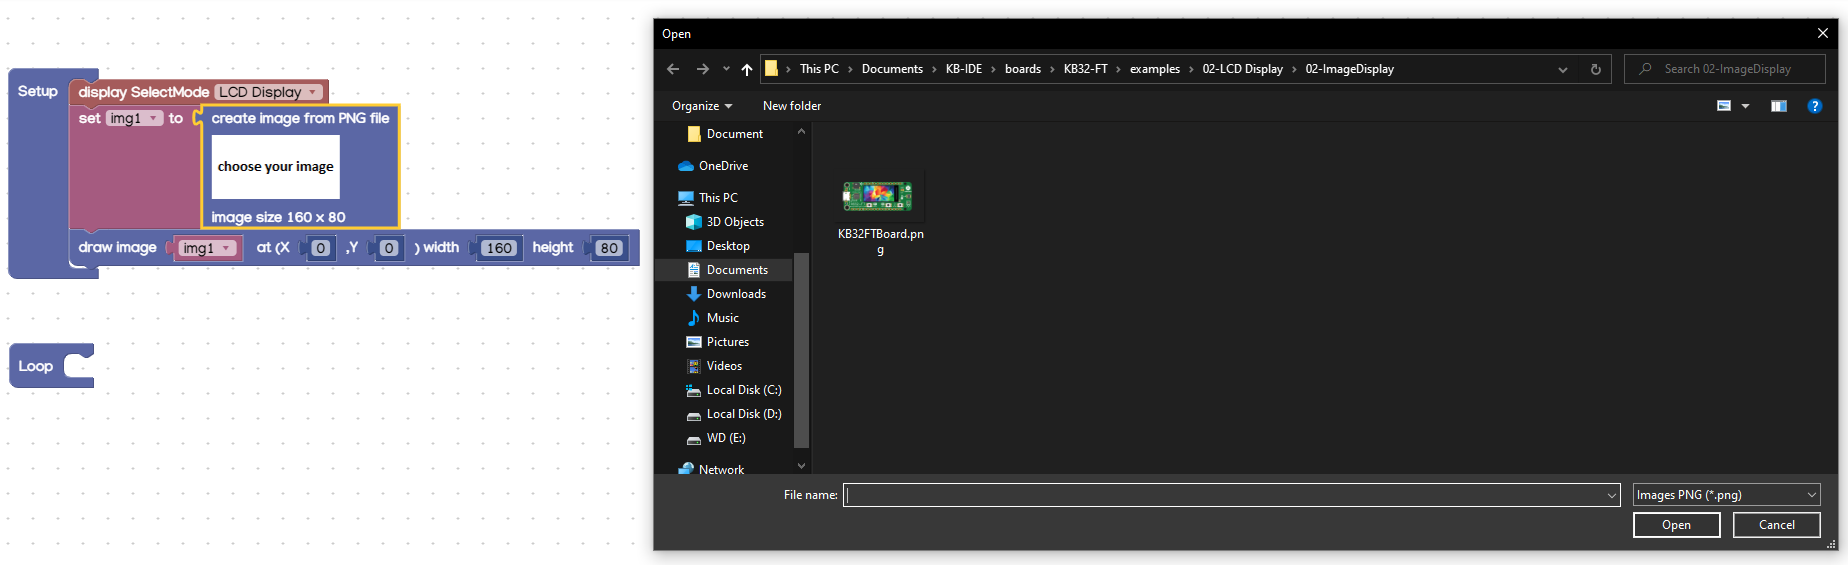 Setup
display SelectMode LCD Display
set img1 to create image from PNG file
choose your image
image size 160 x 80
draw image img1 at (X 0 ,Y 0 ) width 160 height 80
Loop
Open
This PC Documents KB-IDE boards KB32-FT examples 02-LCD Display 02-ImageDisplay
Search 02-ImageDisplay
Organize New folder
?
Document
OneDrive
This PC
3D Objects
Desktop
Documents
Downloads
Music
Pictures
Videos
Local Disk (C:)
Local Disk (D:)
WD (E:)
Network
KB32FTBoard.pn
g
File name:
Images PNG (*.png)
Open Cancel